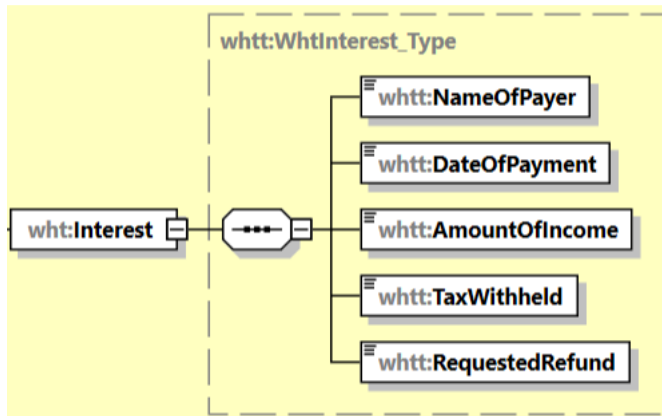 whtt:WhtInterest_Type
whtt:NameOfPayer
whtt:DateOfPayment
wht:Interest
whtt:AmountOfIncome
whtt:TaxWithheld
whtt:RequestedRefund